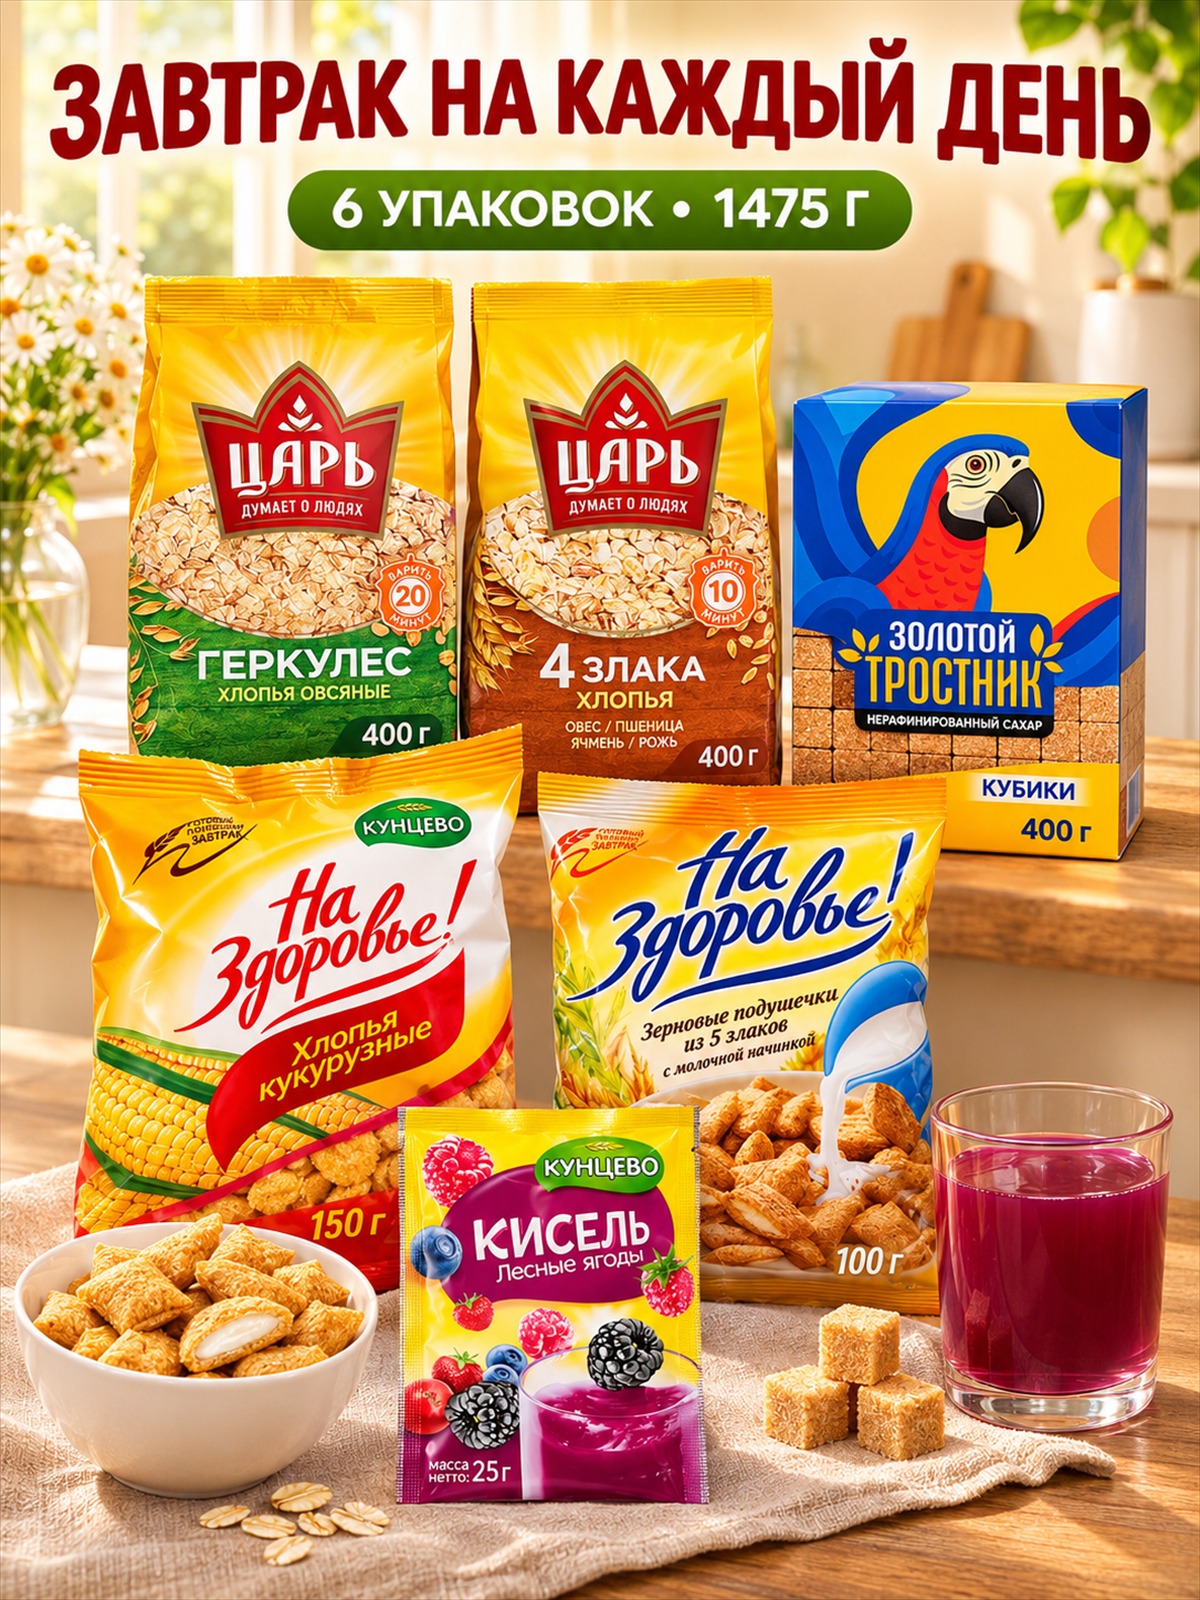 ЗАВТРАК НА КАЖДЫЙ ДЕНЬ
6 УПАКОВОК • 1475 Г
ЦАРЬ
ДУМАЕТ О ЛЮДЯХ
ВАРИТЬ
20
МИНУТ
ГЕРКУЛЕС
ХЛОПЬЯ ОВСЯНЫЕ
400 г
ЦАРЬ
ДУМАЕТ О ЛЮДЯХ
ВАРИТЬ
10
МИНУТ
4 ЗЛАКА
ХЛОПЬЯ
ОВЕС / ПШЕНИЦА
ЯЧМЕНЬ / РОЖЬ
400 г
ЗОЛОТОЙ
ТРОСТНИК
НЕРАФИНИРОВАННЫЙ САХАР
КУБИКИ
400 г
ЗАВТРАК
КУНЦЕВО
На
Здоровье!
Хлопья
кукурузные
150 г
ГОТОВЫЙ
ЗАВТРАК
На
Здоровье!
Зерновые подушечки
из 5 злаков
с молочной начинкой
100 г
КУНЦЕВО
КИСЕЛЬ
Лесные ягоды
масса
нетто: 25 г